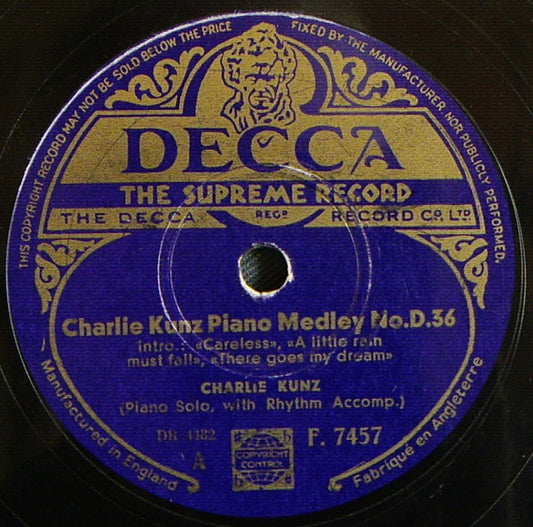 THIS COPYRIGHT RECORD MAY NOT BE SOLD BELOW THE PRICE FIXED BY THE MANUFACTURER, NOR PUBLICLY PERFORMED.
DECCA
THE SUPREME RECORD
THE DECCA REGD RECORD CO. LTD
Charlie Kunz Piano Medley No.D.36
Intro.: «Careless», «A little rain
must fall», «There goes my dream»
CHARLIE KUNZ
(Piano Solo, with Rhythm Accomp.)
DR 4482
A
COPYRIGHT
CONTROL
F. 7457
Manufactured in England
Fabriqué en Angleterre